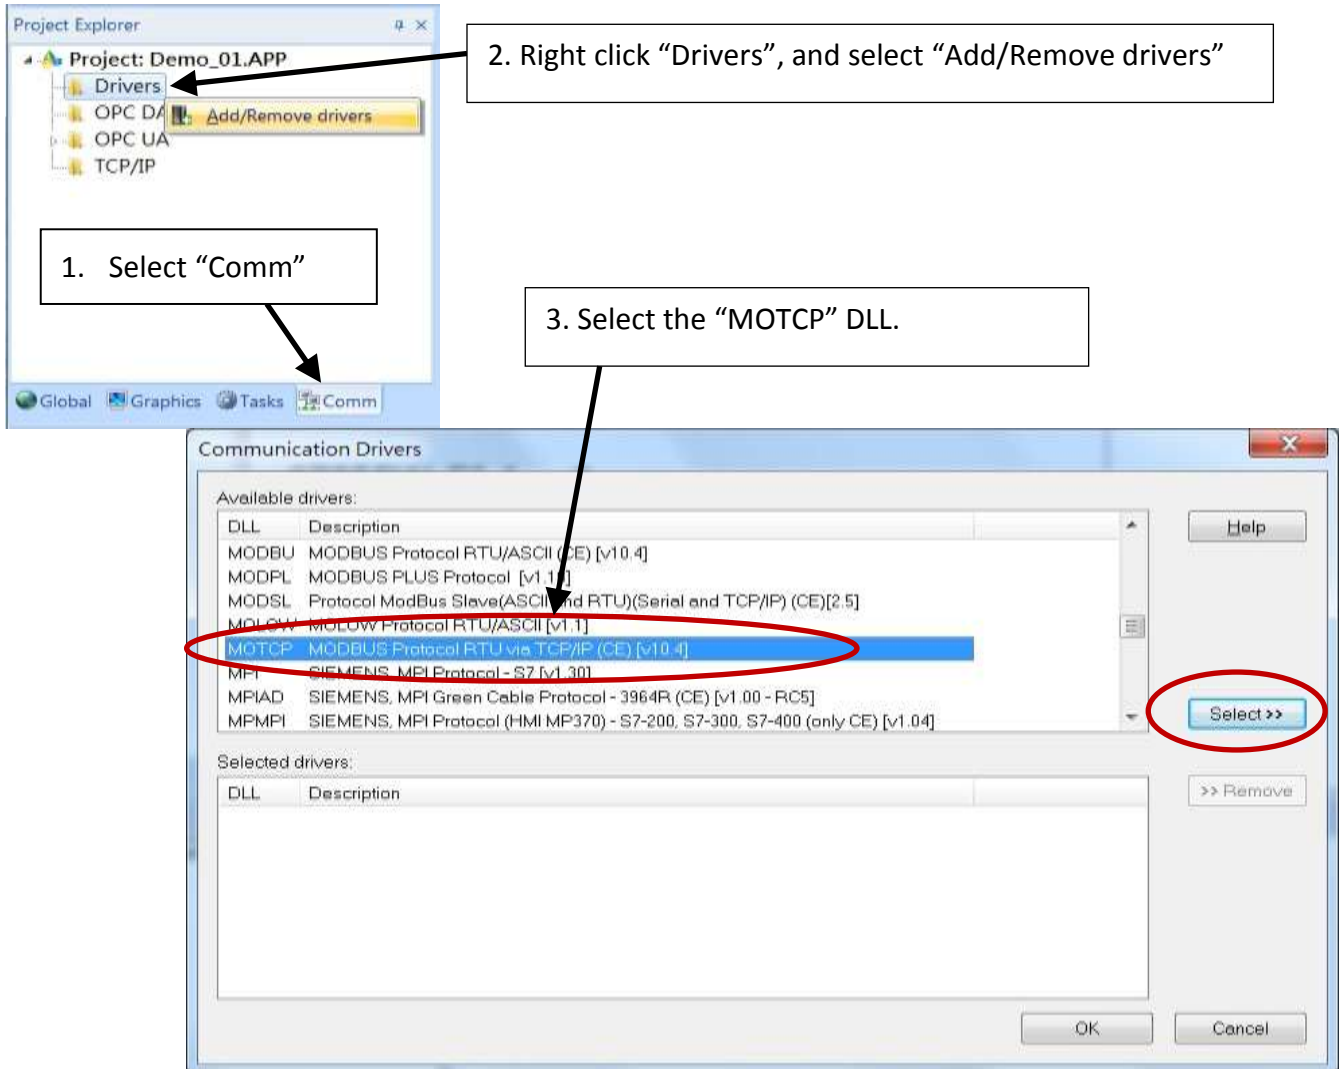 Project Explorer
Project: Demo_01.APP
Drivers
OPC DA
Add/Remove drivers
OPC UA
TCP/IP
2. Right click “Drivers”, and select “Add/Remove drivers”
1. Select “Comm”
3. Select the “MOTCP” DLL.
Global Graphics Tasks Comm
Communication Drivers
Available drivers:
DLL Description
MODBU MODBUS Protocol RTU/ASCII (CE) [v10.4]
MODPL MODBUS PLUS Protocol
MODSL Protocol ModBus Slave(ASCII and RTU)(Serial and TCP/IP) (CE)[2.5]
MOLOW MOLOW Protocol RTU/ASCII [v1.1]
MOTCP MODBUS Protocol RTU via TCP/IP (CE) [v10.4]
MPI SIEMENS, MPI Protocol - S7 [v1.30]
MPIAD SIEMENS, MPI Green Cable Protocol - 3964R (CE) [v1.00 - RC5]
MPMPI SIEMENS, MPI Protocol (HMI MP370) - S7-200, S7-300, S7-400 (only CE) [v1.04]
Help
Select >>
Selected drivers:
DLL Description
>> Remove
OK Cancel